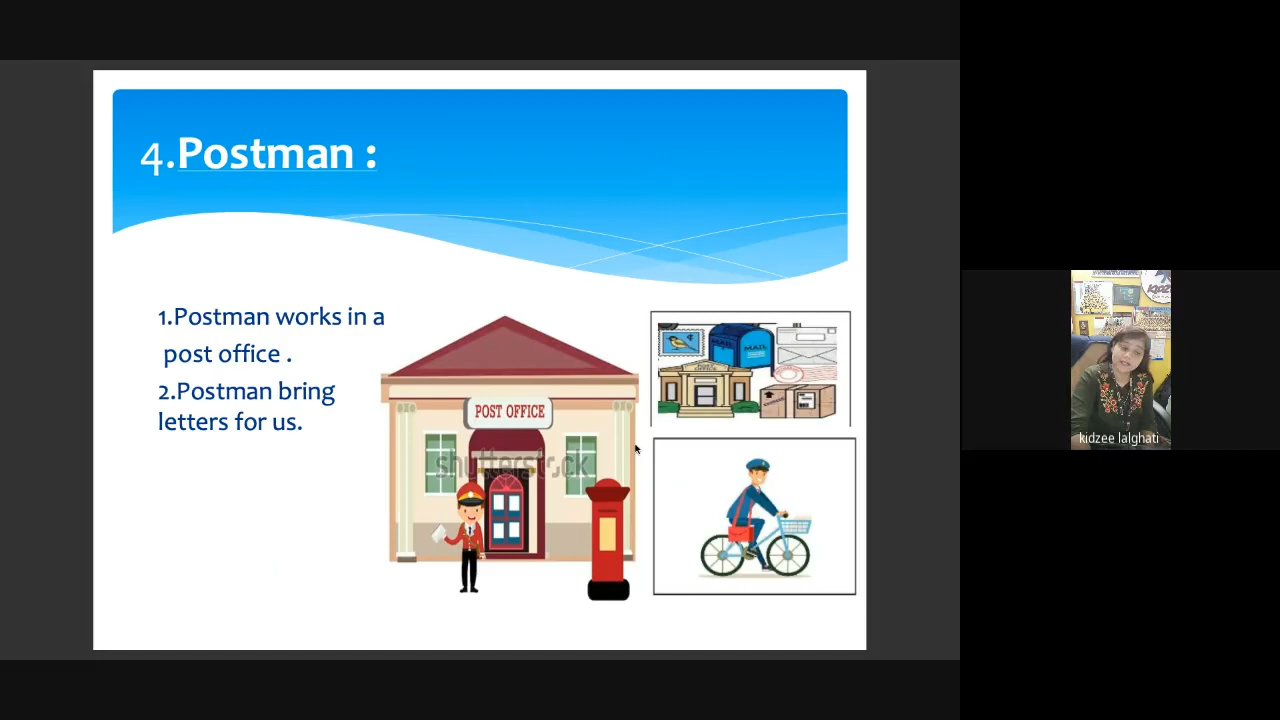 4.Postman :
1.Postman works in a
post office .
2.Postman bring
letters for us.
POST OFFICE
shutterstock
MAIL
MAIL
kidzee lalghati